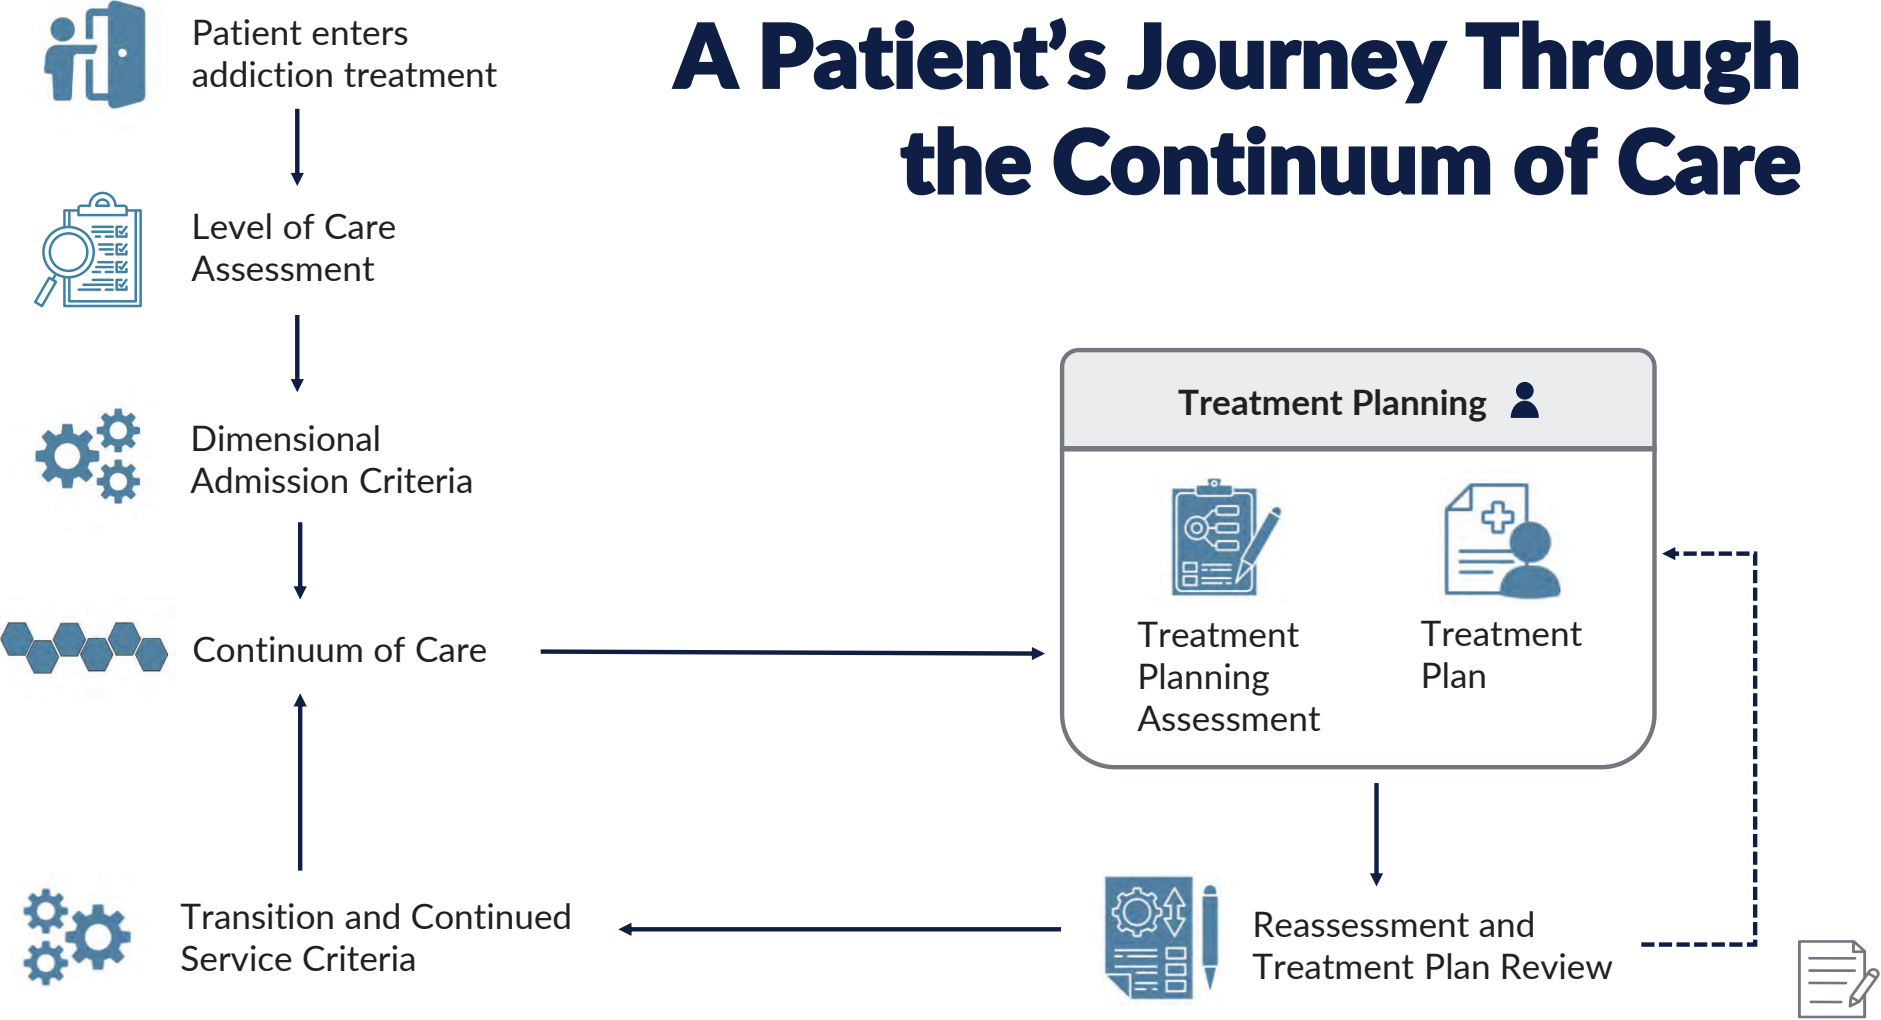 A Patient’s Journey Through
the Continuum of Care
Patient enters
addiction treatment
Level of Care
Assessment
Dimensional
Admission Criteria
Continuum of Care
Treatment Planning
Treatment
Planning
Assessment
Treatment
Plan
Reassessment and
Treatment Plan Review
Transition and Continued
Service Criteria